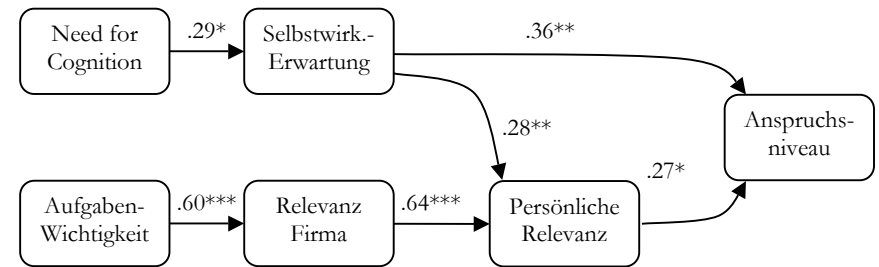 Need for
Cognition
.29*
Selbstwirk.-
Erwartung
.36**
Anspruchs-
niveau
.28**
.27*
Aufgaben-
Wichtigkeit
.60***
Relevanz
Firma
.64***
Persönliche
Relevanz